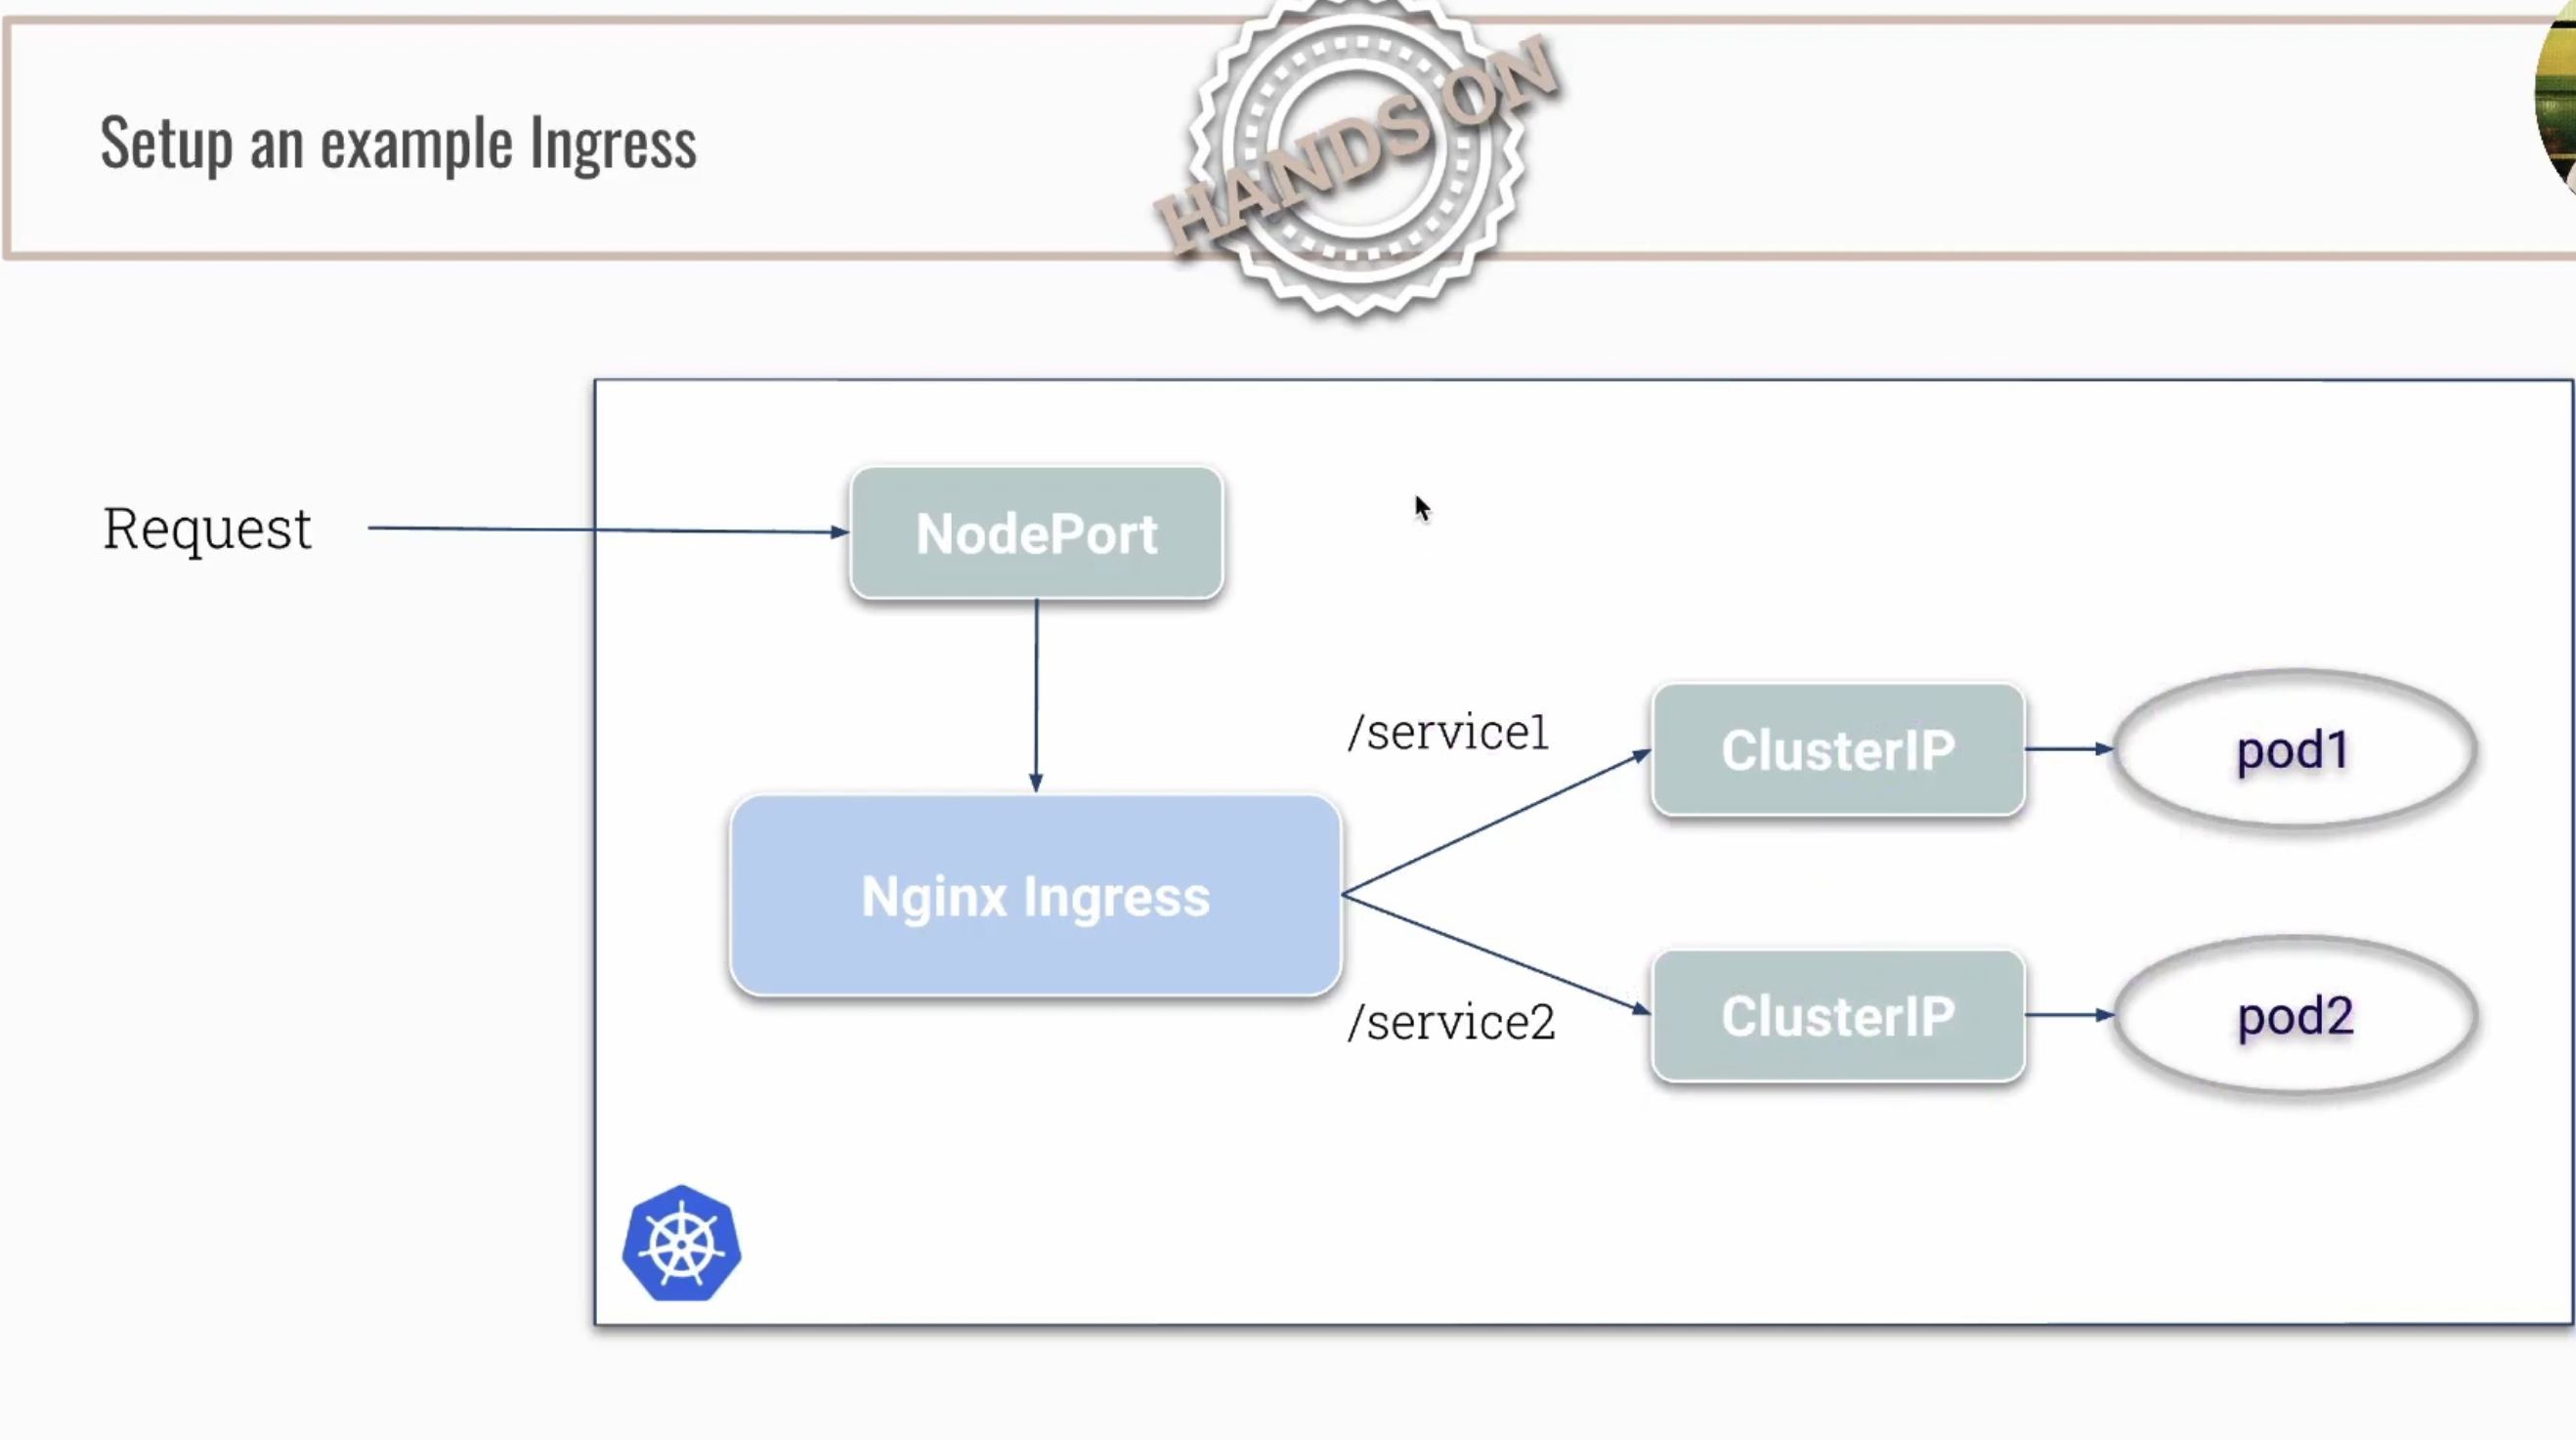 Setup an example Ingress
HANDS ON
Request
NodePort
/service1
ClusterIP
pod1
Nginx Ingress
/service2
ClusterIP
pod2